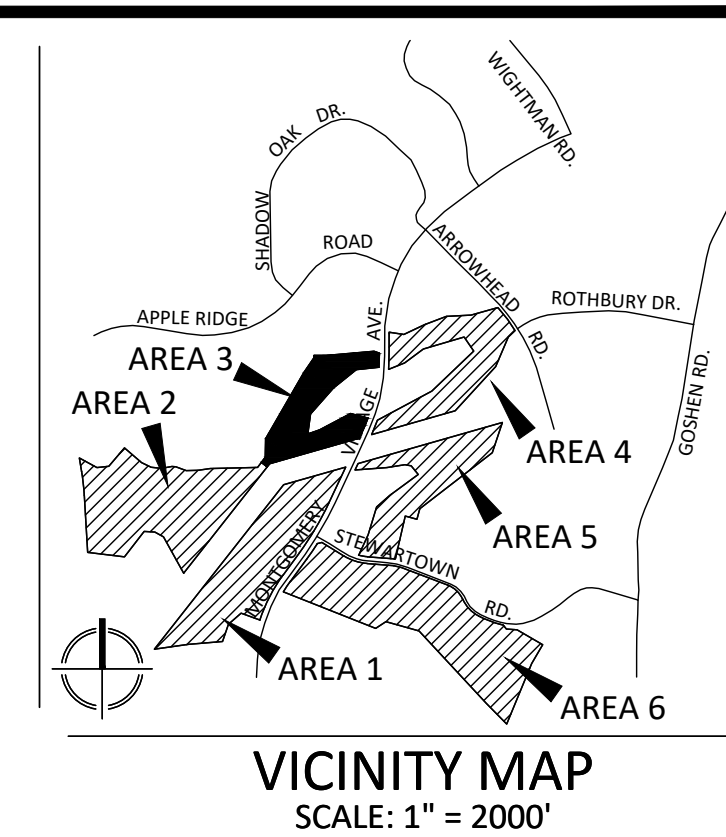 WIGHTMAN RD.
OAK DR.
SHADOW
ROAD
ARROWHEAD
RD.
ROTHBURY DR.
APPLE RIDGE
AVE.
AREA 3
GOSHEN RD.
AREA 2
VILLAGE
AREA 4
MONTGOMERY
STEWARTOWN
RD.
AREA 5
AREA 1
AREA 6
VICINITY MAP
SCALE: 1" = 2000'